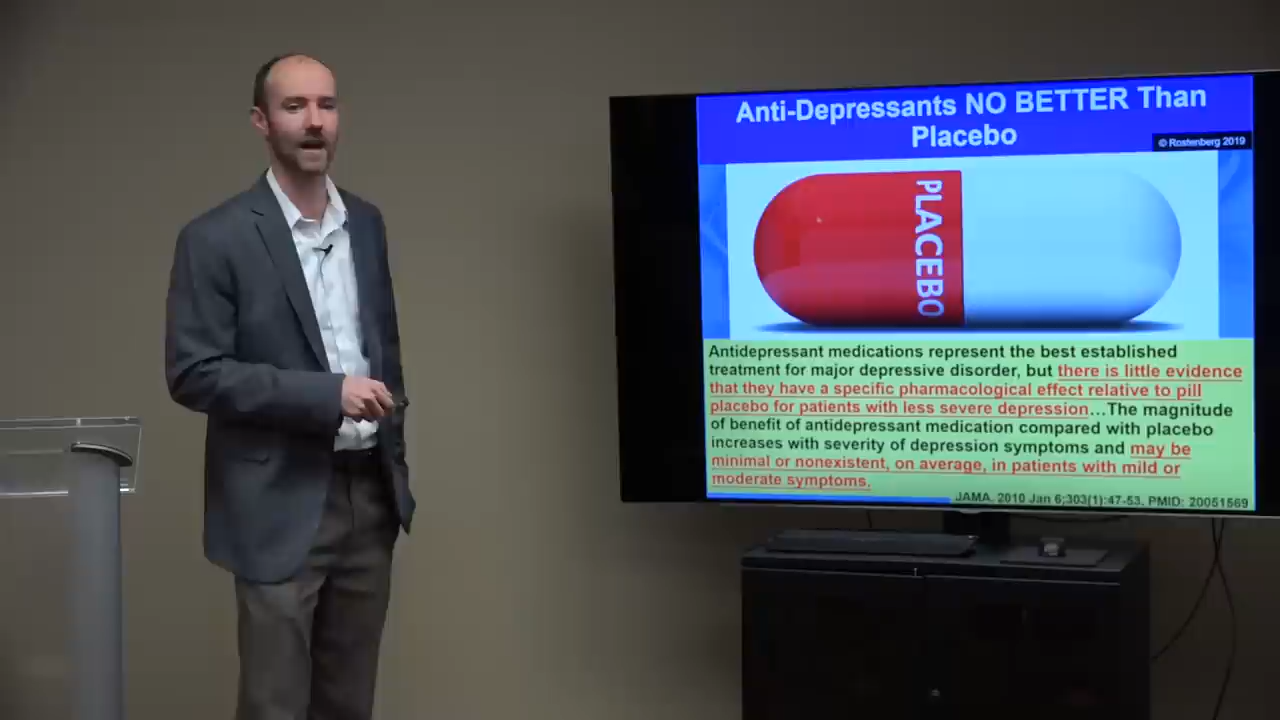 Anti-Depressants NO BETTER Than
Placebo
© Rostenberg 2019
PLACEBO
Antidepressant medications represent the best established
treatment for major depressive disorder, but there is little evidence
that they have a specific pharmacological effect relative to pill
placebo for patients with less severe depression...The magnitude
of benefit of antidepressant medication compared with placebo
increases with severity of depression symptoms and may be
minimal or nonexistent, on average, in patients with mild or
moderate symptoms.
JAMA. 2010 Jan 6;303(1):47-53. PMID: 20051569